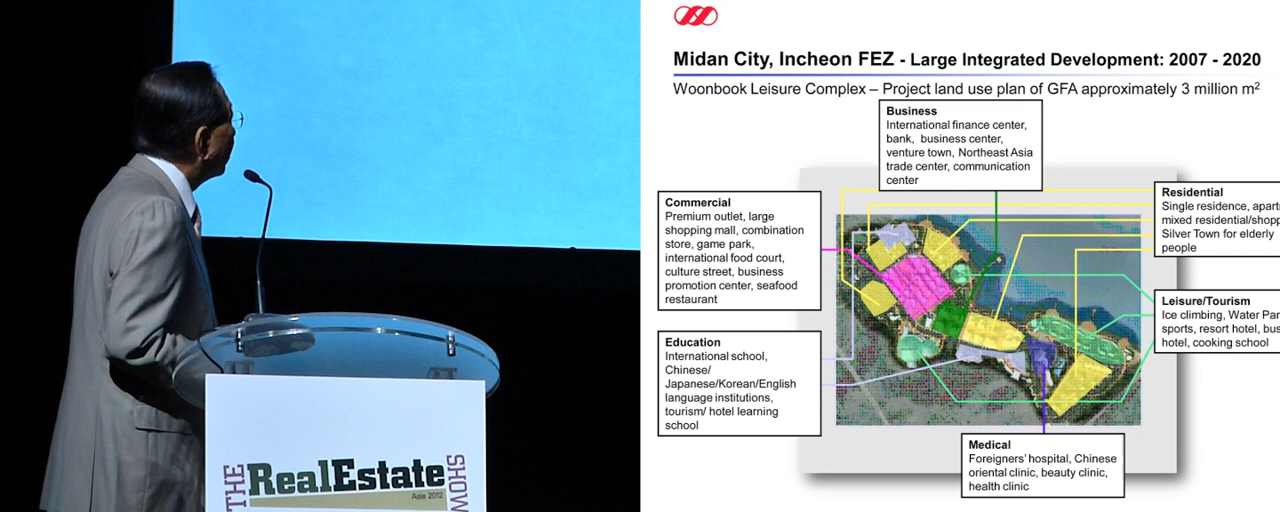 THE
RealEstate
SHOW
Asia 2012
Midan City, Incheon FEZ - Large Integrated Development: 2007 - 2020
Woonbook Leisure Complex – Project land use plan of GFA approximately 3 million m²
Business
International finance center,
bank, business center,
venture town, Northeast Asia
trade center, communication
center
Commercial
Premium outlet, large
shopping mall, combination
store, game park,
international food court,
culture street, business
promotion center, seafood
restaurant
Education
International school,
Chinese/
Japanese/Korean/English
language institutions,
tourism/ hotel learning
school
Residential
Single residence,
mixed
Silver Town for elderly
people
Leisure/Tourism
Ice climbing, Water
sports, resort hotel,
hotel, cooking school
Medical
Foreigners' hospital, Chinese
oriental clinic, beauty clinic,
health clinic